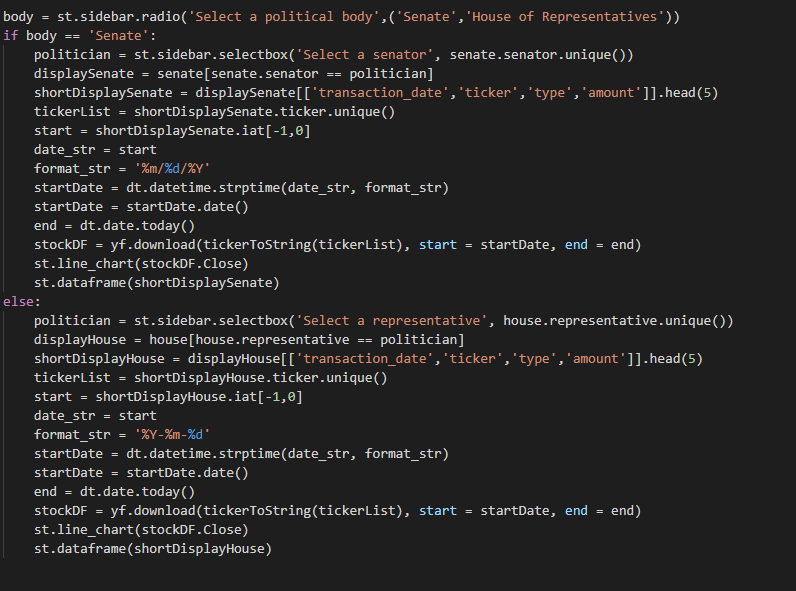 body = st.sidebar.radio('Select a political body',('Senate','House of Representatives'))
if body == 'Senate':
    politician = st.sidebar.selectbox('Select a senator', senate.senator.unique())
    displaySenate = senate[senate.senator == politician]
    shortDisplaySenate = displaySenate[['transaction_date','ticker','type','amount']].head(5)
    tickerList = shortDisplaySenate.ticker.unique()
    start = shortDisplaySenate.iat[-1,0]
    date_str = start
    format_str = '%m/%d/%Y'
    startDate = dt.datetime.strptime(date_str, format_str)
    startDate = startDate.date()
    end = dt.date.today()
    stockDF = yf.download(tickerToString(tickerList), start = startDate, end = end)
    st.line_chart(stockDF.Close)
    st.dataframe(shortDisplaySenate)
else:
    politician = st.sidebar.selectbox('Select a representative', house.representative.unique())
    displayHouse = house[house.representative == politician]
    shortDisplayHouse = displayHouse[['transaction_date','ticker','type','amount']].head(5)
    tickerList = shortDisplayHouse.ticker.unique()
    start = shortDisplayHouse.iat[-1,0]
    date_str = start
    format_str = '%Y-%m-%d'
    startDate = dt.datetime.strptime(date_str, format_str)
    startDate = startDate.date()
    end = dt.date.today()
    stockDF = yf.download(tickerToString(tickerList), start = startDate, end = end)
    st.line_chart(stockDF.Close)
    st.dataframe(shortDisplayHouse)